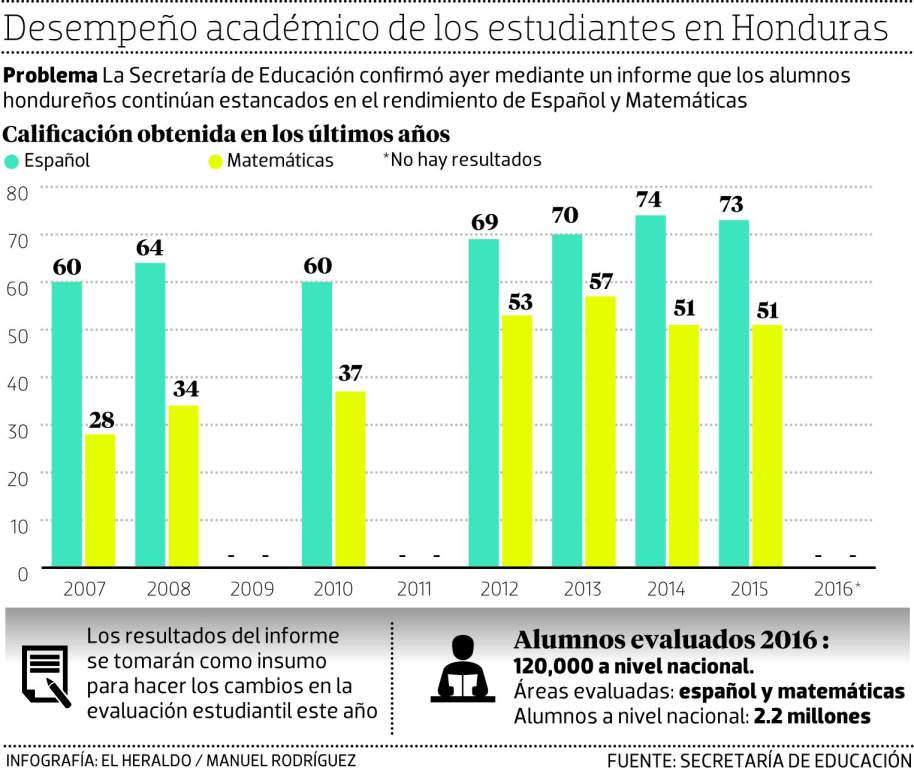 Desempeño académico de los estudiantes en Honduras
Problema La Secretaría de Educación confirmó ayer mediante un informe que los alumnos
hondureños continúan estancados en el rendimiento de Español y Matemáticas
Calificación obtenida en los últimos años
Español Matemáticas *No hay resultados
80
70
60
50
40
30
20
10
0
60 28
64 34
- -
60 37
- -
69 53
70 57
74 51
73 51
- -
2007 2008 2009 2010 2011 2012 2013 2014 2015 2016*
Los resultados del informe
se tomarán como insumo
para hacer los cambios en la
evaluación estudiantil este año
Alumnos evaluados 2016 :
120,000 a nivel nacional.
Áreas evaluadas: español y matemáticas
Alumnos a nivel nacional: 2.2 millones
INFOGRAFÍA: EL HERALDO / MANUEL RODRÍGUEZ
FUENTE: SECRETARÍA DE EDUCACIÓN